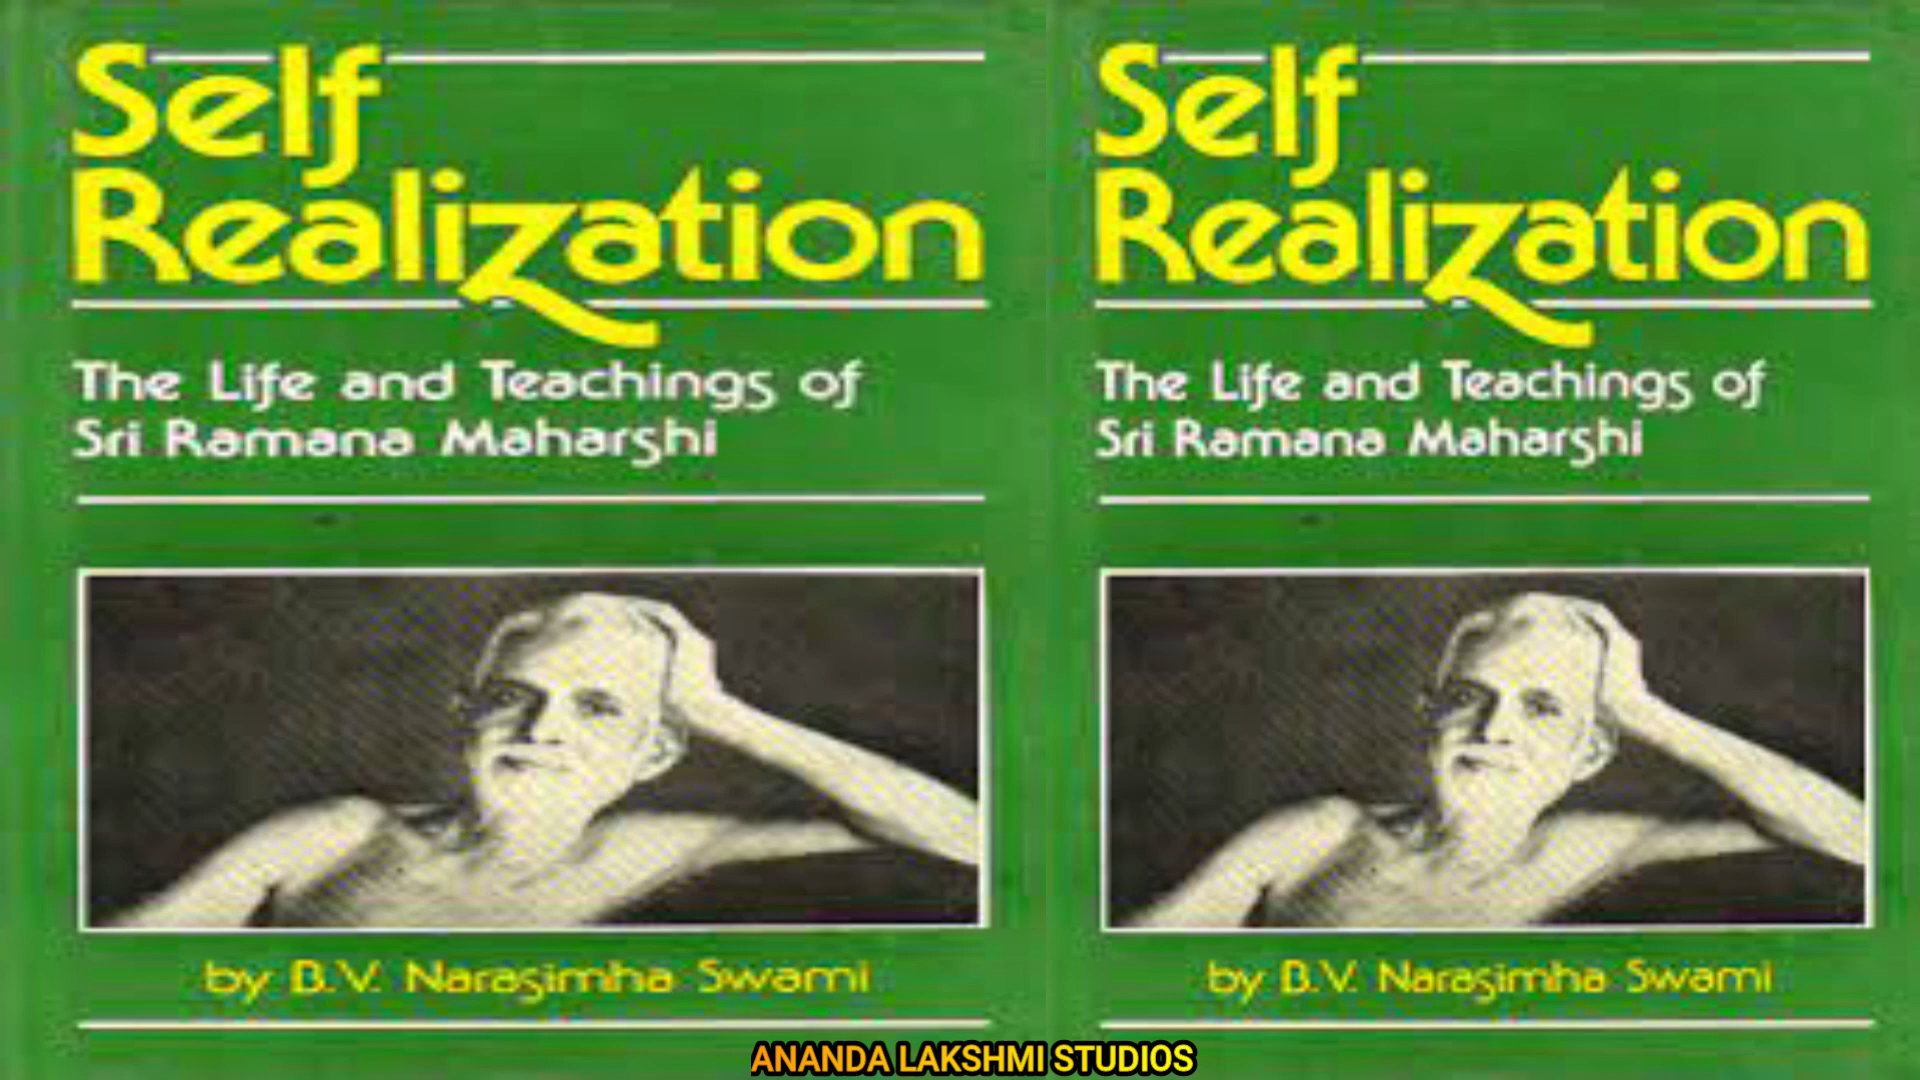 Self
Realization
The Life and Teachings of
Sri Ramana Maharshi
by B.V. Narasimha Swami
Self
Realization
The Life and Teachings of
Sri Ramana Maharshi
by B.V. Narasimha Swami
ANANDA LAKSHMI STUDIOS